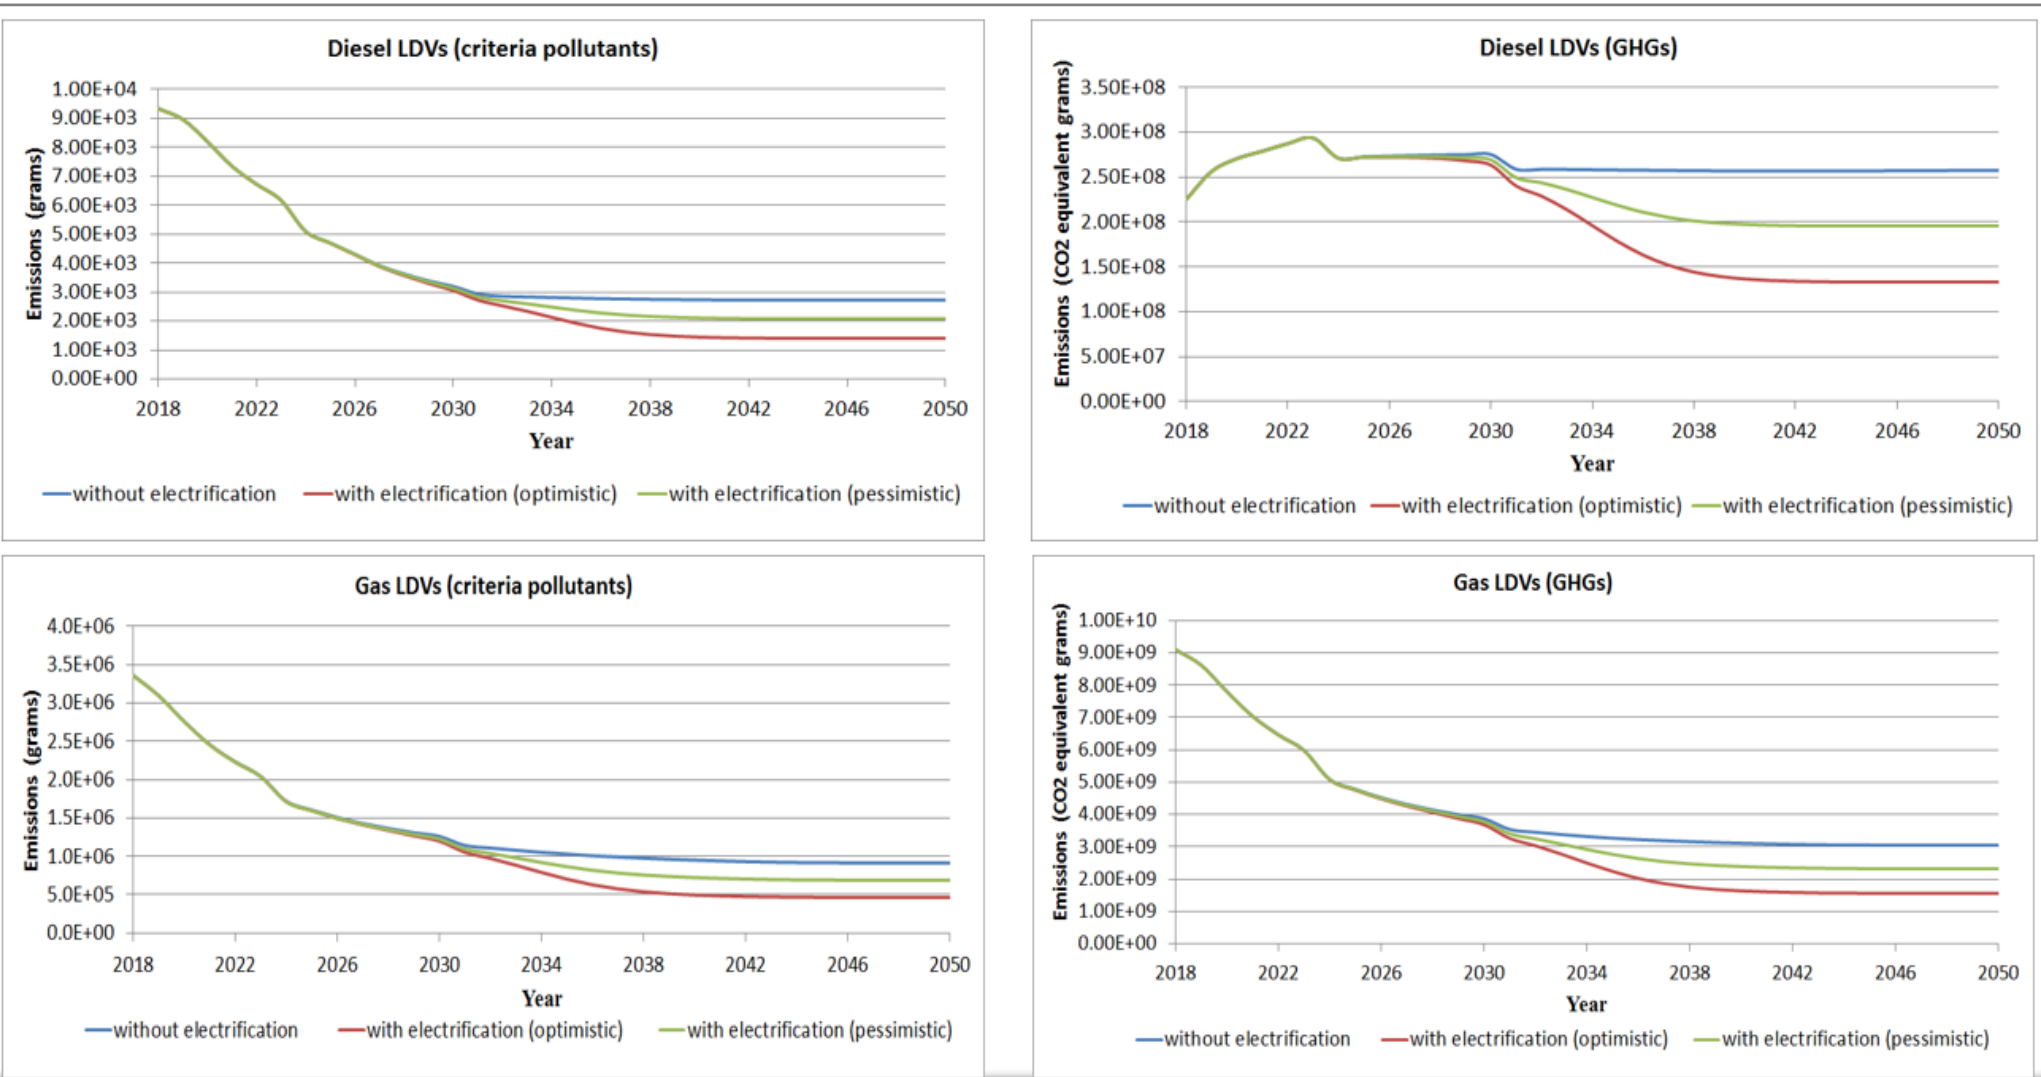 Diesel LDVs (criteria pollutants)
Emissions (grams)
1.00E+04
9.00E+03
8.00E+03
7.00E+03
6.00E+03
5.00E+03
4.00E+03
3.00E+03
2.00E+03
1.00E+03
0.00E+00
2018 2022 2026 2030 2034 2038 2042 2046 2050
Year
without electrification with electrification (optimistic) with electrification (pessimistic)
Diesel LDVs (GHGs)
Emissions (CO2 equivalent grams)
3.50E+08
3.00E+08
2.50E+08
2.00E+08
1.50E+08
1.00E+08
5.00E+07
0.00E+00
2018 2022 2026 2030 2034 2038 2042 2046 2050
Year
without electrification with electrification (optimistic) with electrification (pessimistic)
Gas LDVs (criteria pollutants)
Emissions (grams)
4.0E+06
3.5E+06
3.0E+06
2.5E+06
2.0E+06
1.5E+06
1.0E+06
5.0E+05
0.0E+00
2018 2022 2026 2030 2034 2038 2042 2046 2050
Year
without electrification with electrification (optimistic) with electrification (pessimistic)
Gas LDVs (GHGs)
Emissions (CO2 equivalent grams)
1.00E+10
9.00E+09
8.00E+09
7.00E+09
6.00E+09
5.00E+09
4.00E+09
3.00E+09
2.00E+09
1.00E+09
0.00E+00
2018 2022 2026 2030 2034 2038 2042 2046 2050
Year
without electrification with electrification (optimistic) with electrification (pessimistic)